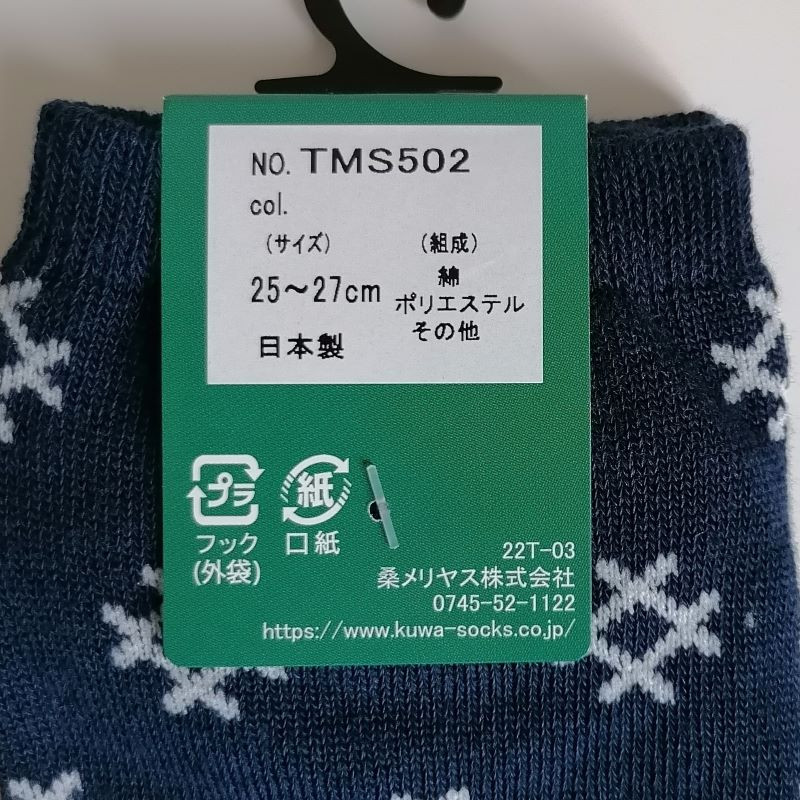 NO. TMS502
col.
(サイズ) (組成)
25～27cm 綿
ポリエステル
日本製 その他
プラ 紙
フック 口紙
(外袋)
22T-03
桑メリヤス株式会社
0745-52-1122
https://www.kuwa-socks.co.jp/